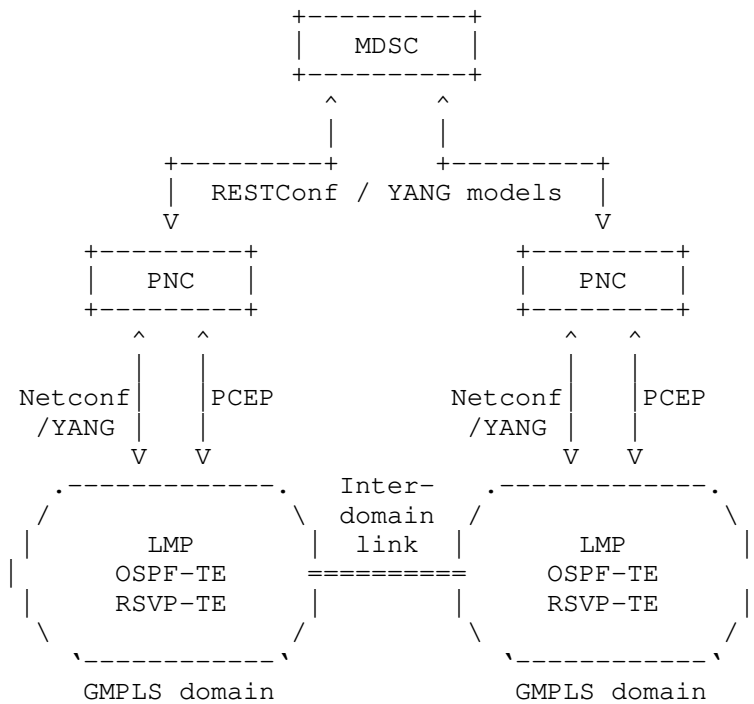 MDSC
RESTConf / YANG models
PNC PNC
Netconf PCEP Netconf PCEP
/YANG /YANG
Inter-
domain
LMP link LMP
OSPF-TE OSPF-TE
RSVP-TE RSVP-TE
GMPLS domain GMPLS domain